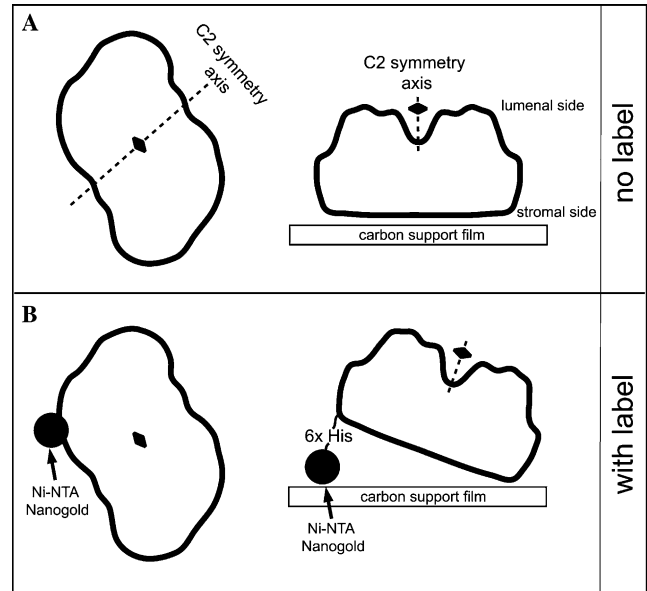 A
C2 symmetry
axis
C2 symmetry
axis
lumenal side
stromal side
carbon support film
no label
B
Ni-NTA
Nanogold
6x His
carbon support film
Ni-NTA
Nanogold
with label